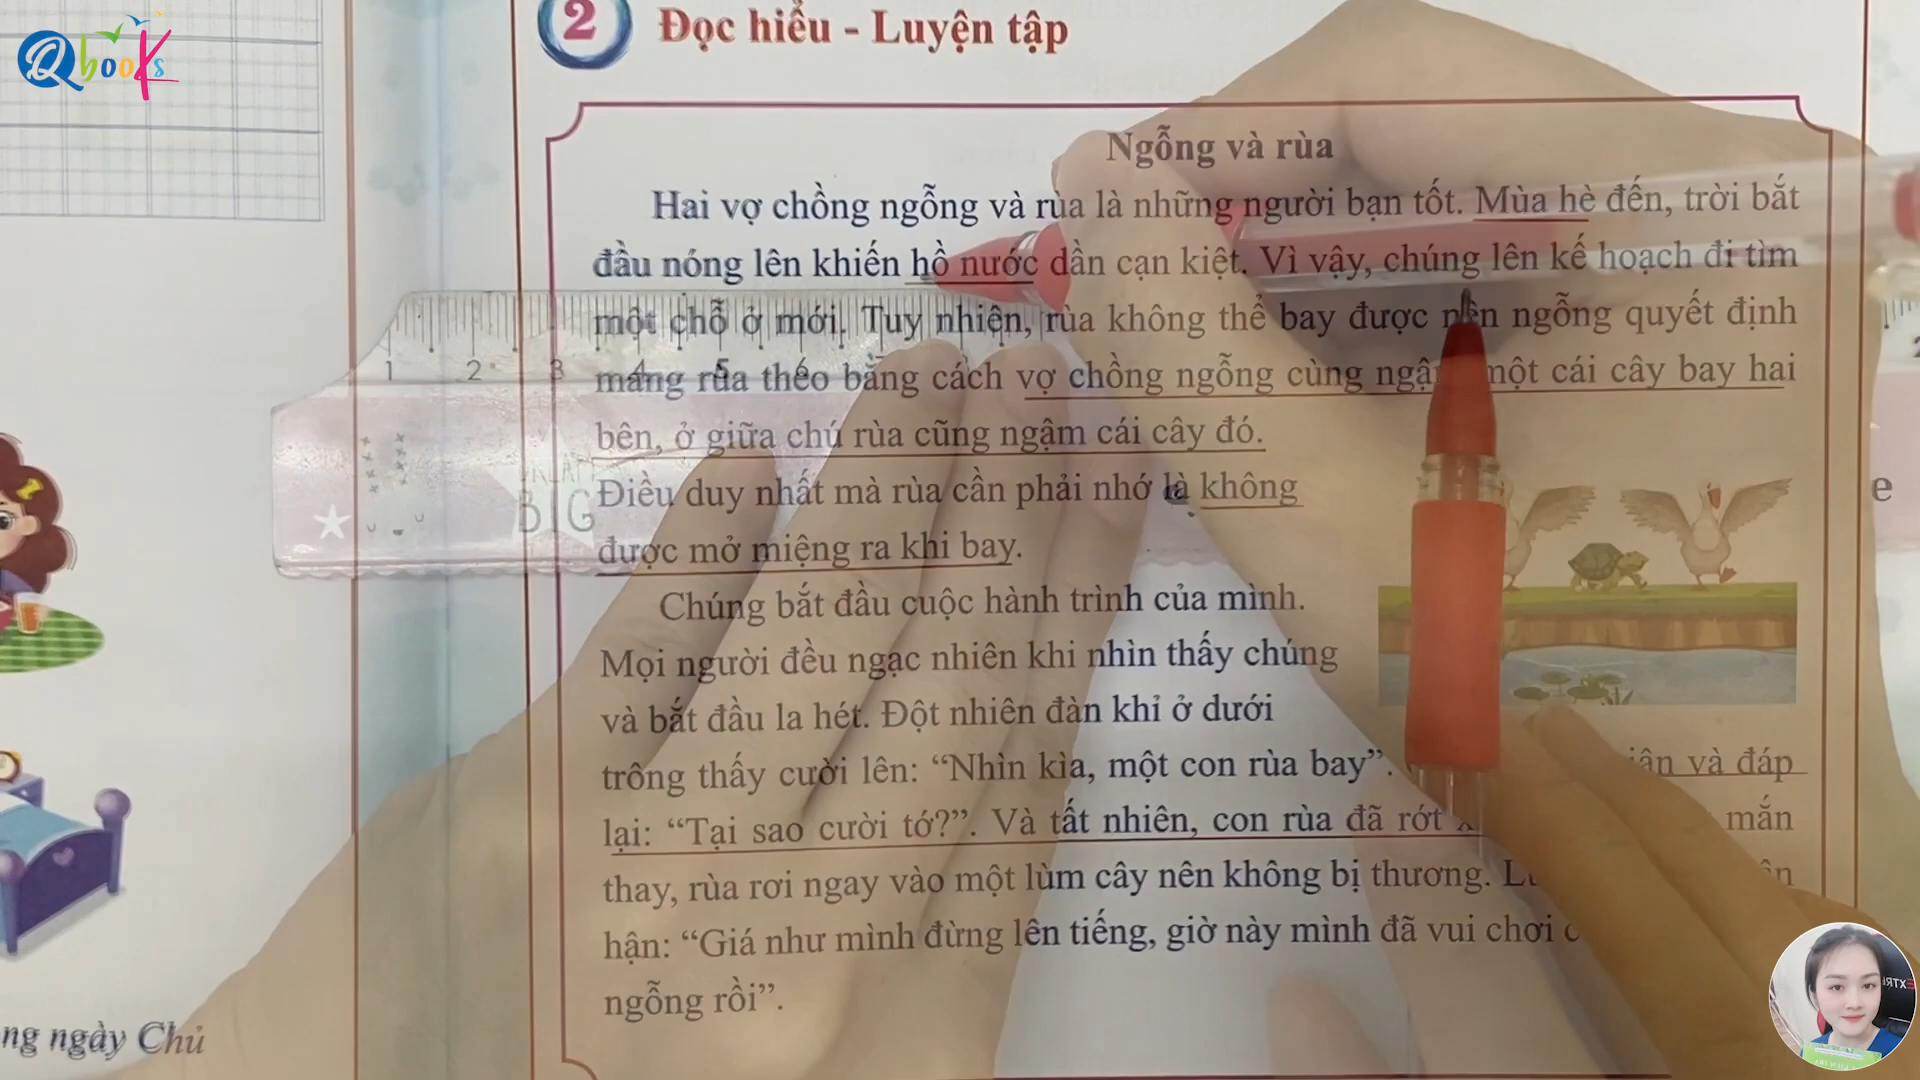 Qbooks
2
Đọc hiểu - Luyện tập
Ngỗng và rùa
Hai vợ chồng ngỗng và rùa là những người bạn tốt. Mùa hè đến, trời bắt
đầu nóng lên khiến hồ nước dần cạn kiệt. Vì vậy, chúng lên kế hoạch đi tìm
một chỗ ở mới. Tuy nhiên, rùa không thể bay được nên ngỗng quyết định
mang rùa theo bằng cách vợ chồng ngỗng cùng ngậm một cái cây bay hai
bên, ở giữa chú rùa cũng ngậm cái cây đó.
Điều duy nhất mà rùa cần phải nhớ là không
được mở miệng ra khi bay.
Chúng bắt đầu cuộc hành trình của mình.
Mọi người đều ngạc nhiên khi nhìn thấy chúng
và bắt đầu la hét. Đột nhiên đàn khỉ ở dưới
trông thấy cười lên: “Nhìn kìa, một con rùa bay”. và đáp
lại: “Tại sao cười tớ?”. Và tất nhiên, con rùa đã rớt mắn
thay, rùa rơi ngay vào một lùm cây nên không bị thương.
hận: “Giá như mình đừng lên tiếng, giờ này mình đã vui chơi
ngỗng rồi”.
1 2 3 4 5 6
BIG
ng ngày Chủ
e